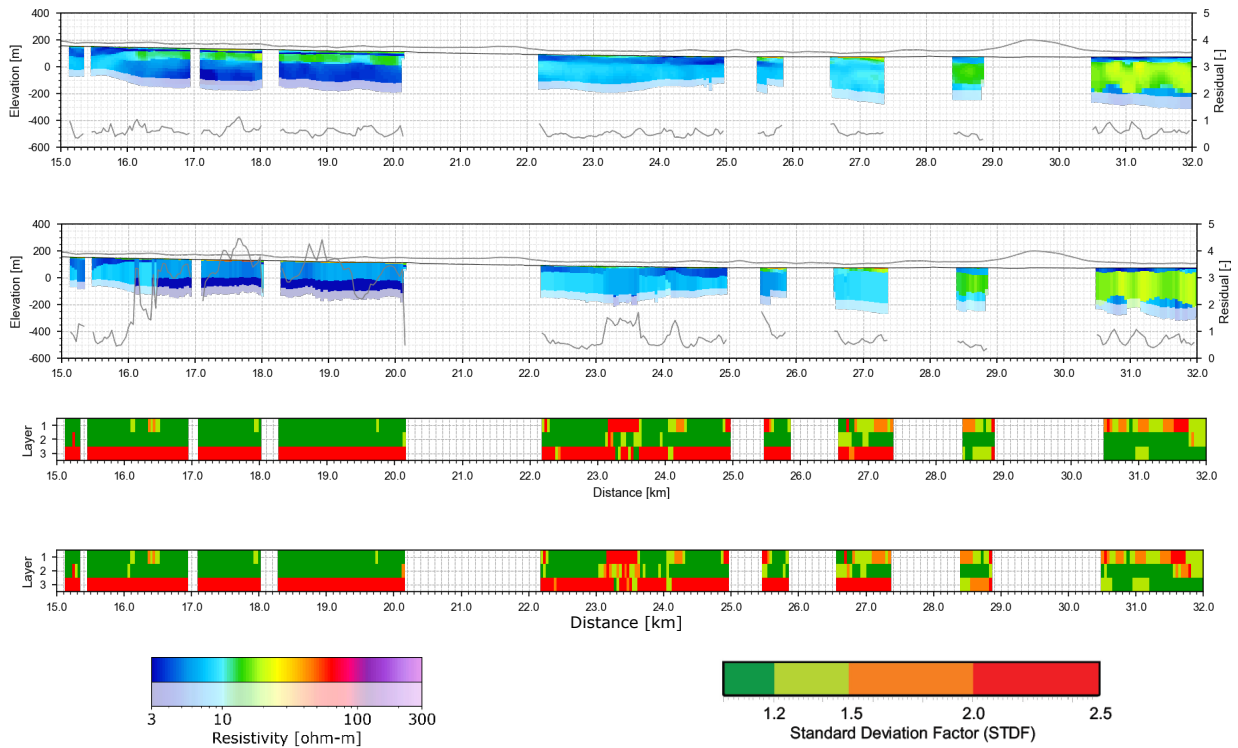 400
200
0
-200
-400
-600
Elevation [m]
5
4
3
2
1
0
Residual [-]
15.0 16.0 17.0 18.0 19.0 20.0 21.0 22.0 23.0 24.0 25.0 26.0 27.0 28.0 29.0 30.0 31.0 32.0
400
200
0
-200
-400
-600
Elevation [m]
5
4
3
2
1
0
Residual [-]
15.0 16.0 17.0 18.0 19.0 20.0 21.0 22.0 23.0 24.0 25.0 26.0 27.0 28.0 29.0 30.0 31.0 32.0
Layer
1
2
3
15.0 16.0 17.0 18.0 19.0 20.0 21.0 22.0 23.0 24.0 25.0 26.0 27.0 28.0 29.0 30.0 31.0 32.0
Distance [km]
Layer
1
2
3
15.0 16.0 17.0 18.0 19.0 20.0 21.0 22.0 23.0 24.0 25.0 26.0 27.0 28.0 29.0 30.0 31.0 32.0
Distance [km]
3 10 100 300
Resistivity [ohm-m]
1.2 1.5 2.0 2.5
Standard Deviation Factor (STDF)